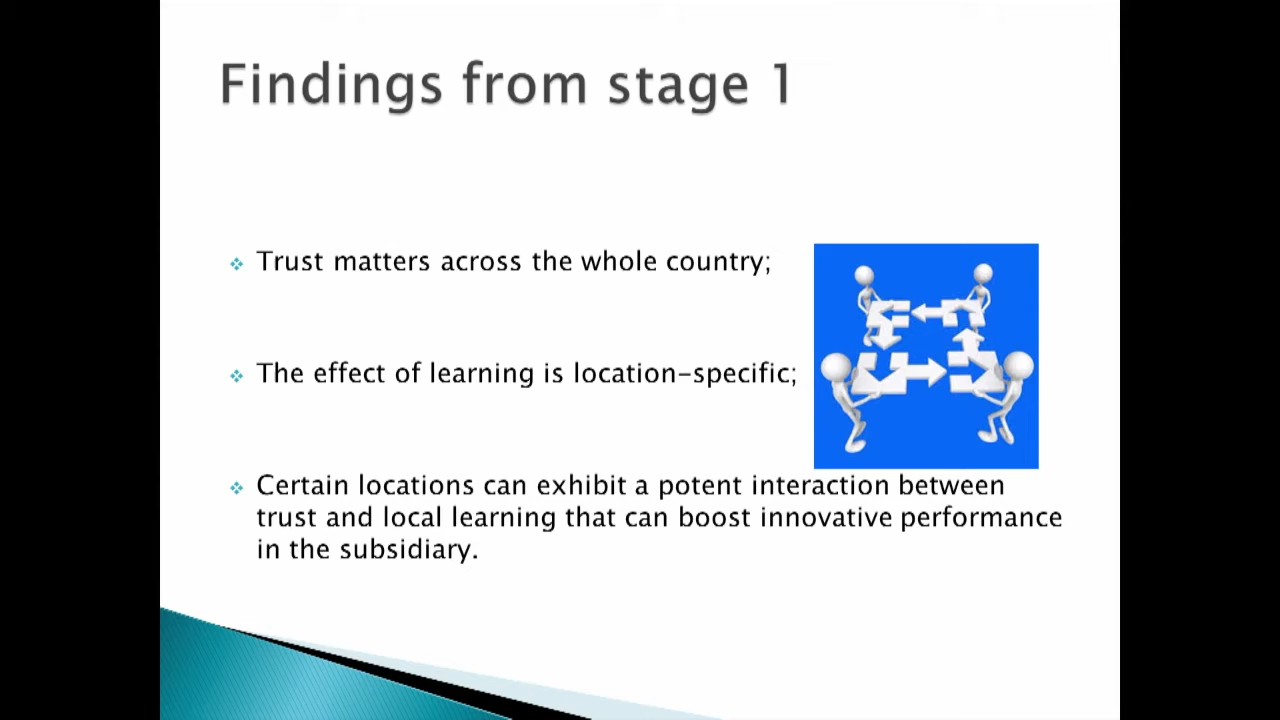 Findings from stage 1
Trust matters across the whole country;
The effect of learning is location-specific;
Certain locations can exhibit a potent interaction between
trust and local learning that can boost innovative performance
in the subsidiary.